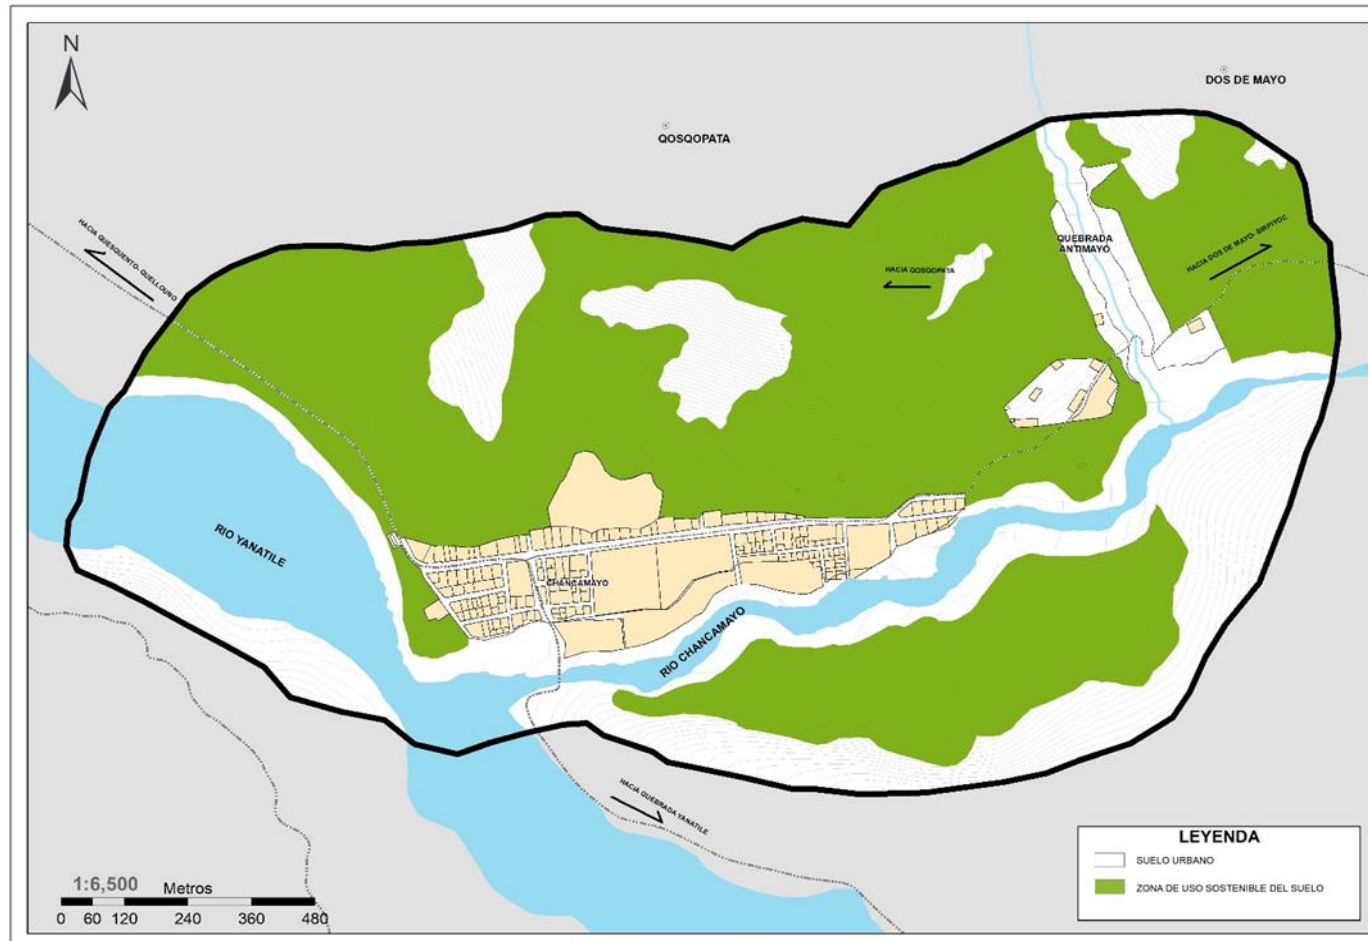 N
DOS DE MAYO
QOSQOPATA
HACIA QUESQUENTO- QUELLOURO
QUEBRADA
ANTIMAYO
HACIA DOS DE MAYO- SIRPIYOC
HACIA QOSQOPATA
RIO YANATILE
CHANCAMAYO
RIO CHANCAMAYO
HACIA QUEBRADA YANATILE
LEYENDA
SUELO URBANO
ZONA DE USO SOSTENIBLE DEL SUELO
1:6,500 Metros
0 60 120 240 360 480